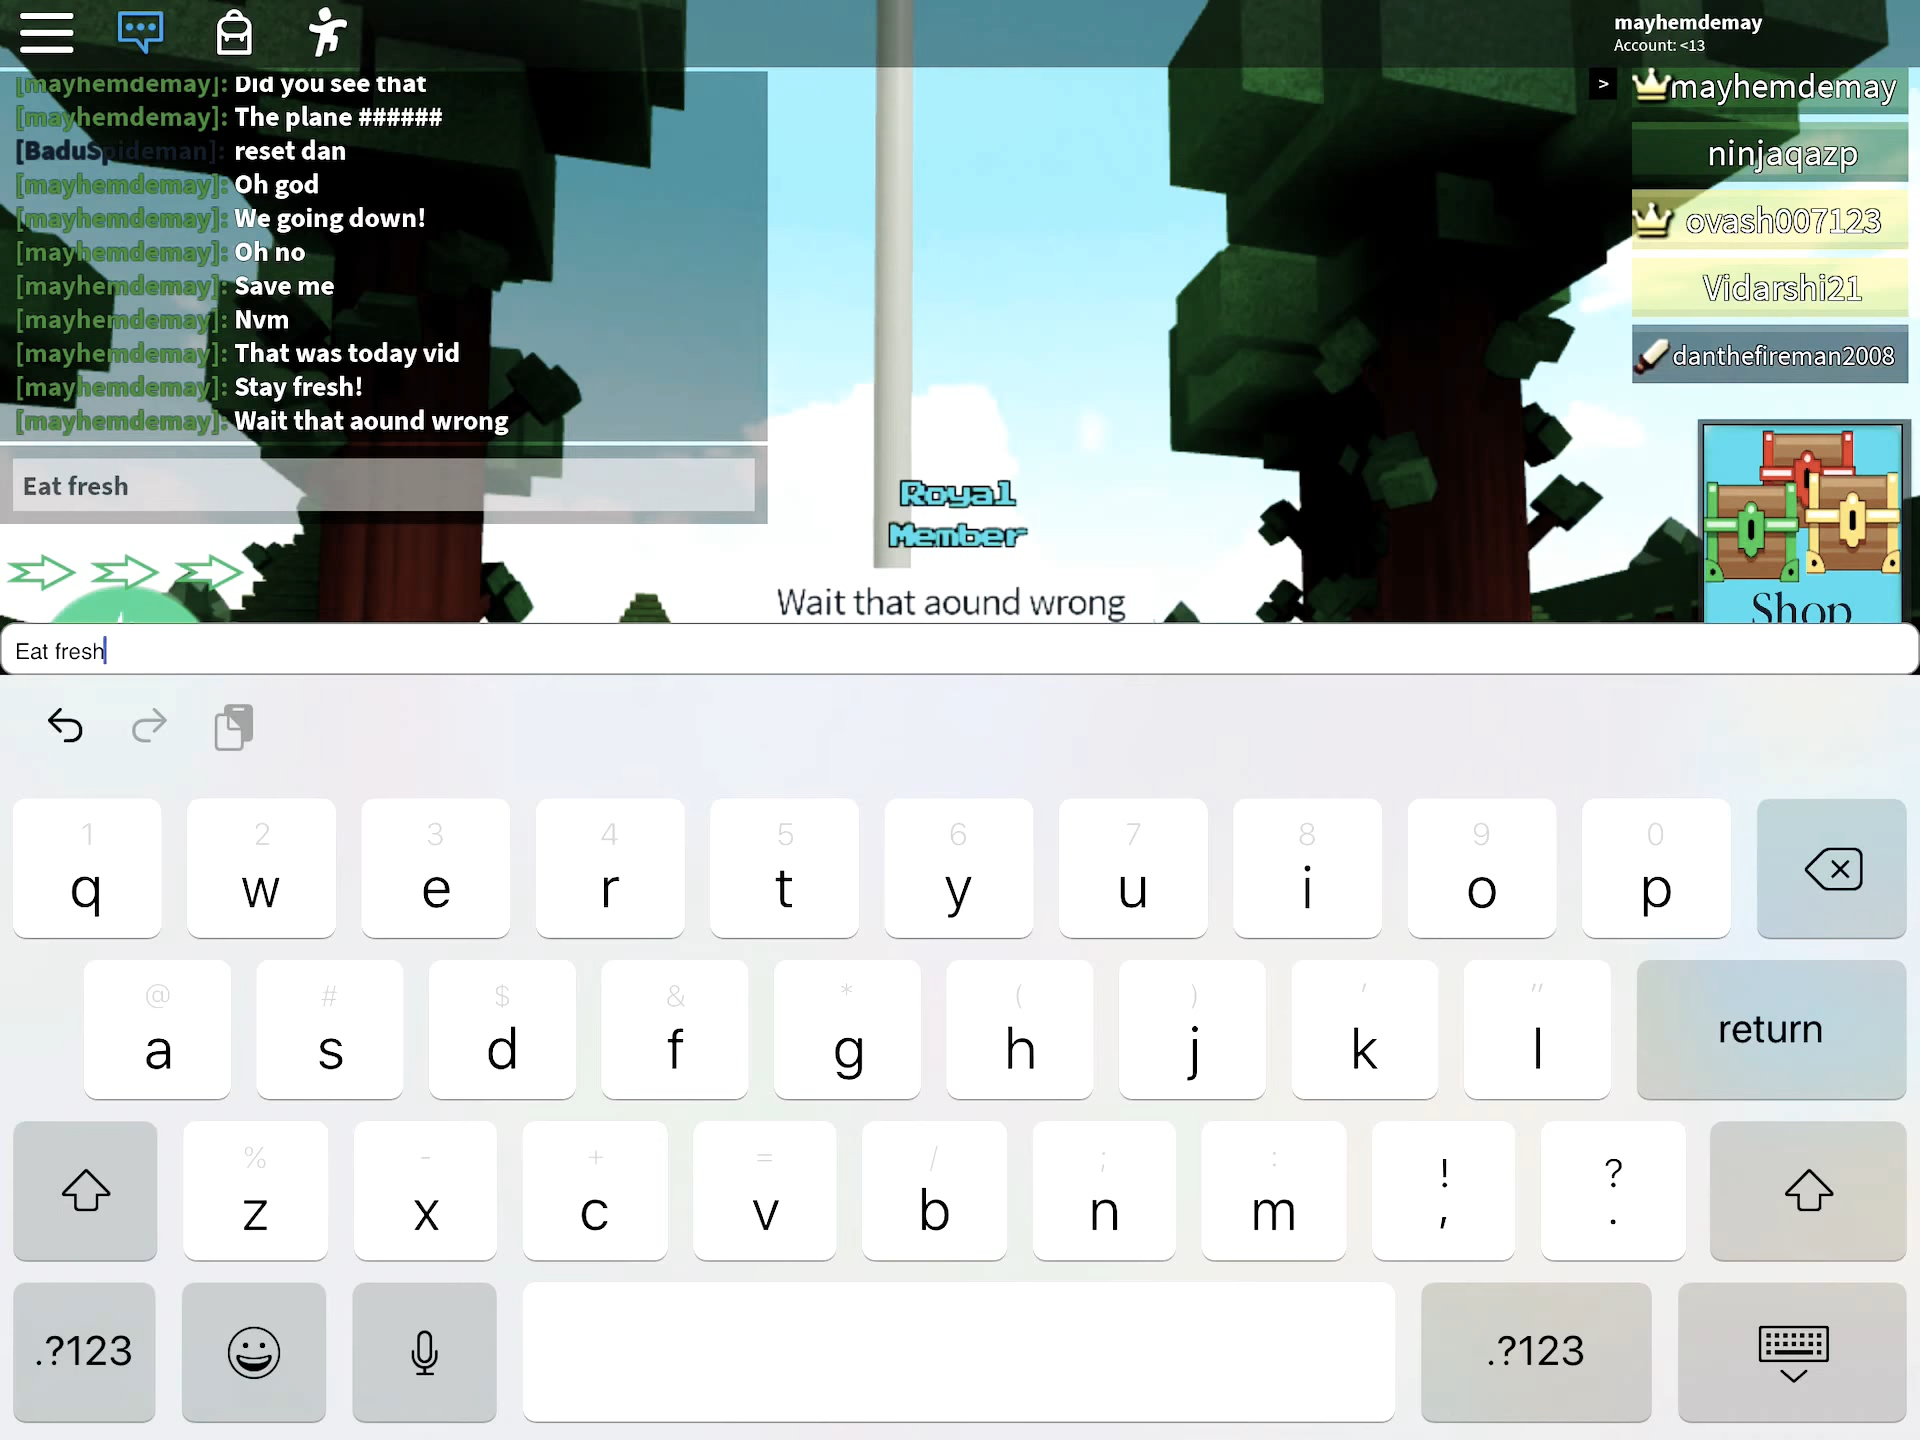 mayhemdemay
Account: <13
[mayhemdemay]: Did you see that
[mayhemdemay]: The plane ######
[BaduSpideman]: reset dan
[mayhemdemay]: Oh god
[mayhemdemay]: We going down!
[mayhemdemay]: Oh no
[mayhemdemay]: Save me
[mayhemdemay]: Nvm
[mayhemdemay]: That was today vid
[mayhemdemay]: Stay fresh!
[mayhemdemay]: Wait that aound wrong
Eat fresh
>
mayhemdemay
ninjaqazp
ovash007123
Vidarshi21
danthefireman2008
Royal
Member
Wait that aound wrong
Shop
Eat fresh
1 2 3 4 5 6 7 8 9 0
q w e r t y u i o p
@ # $ & * ( ) ' "
a s d f g h j k l return
% - + = / ; : ! ?
z x c v b n m , .
.?123 .?123